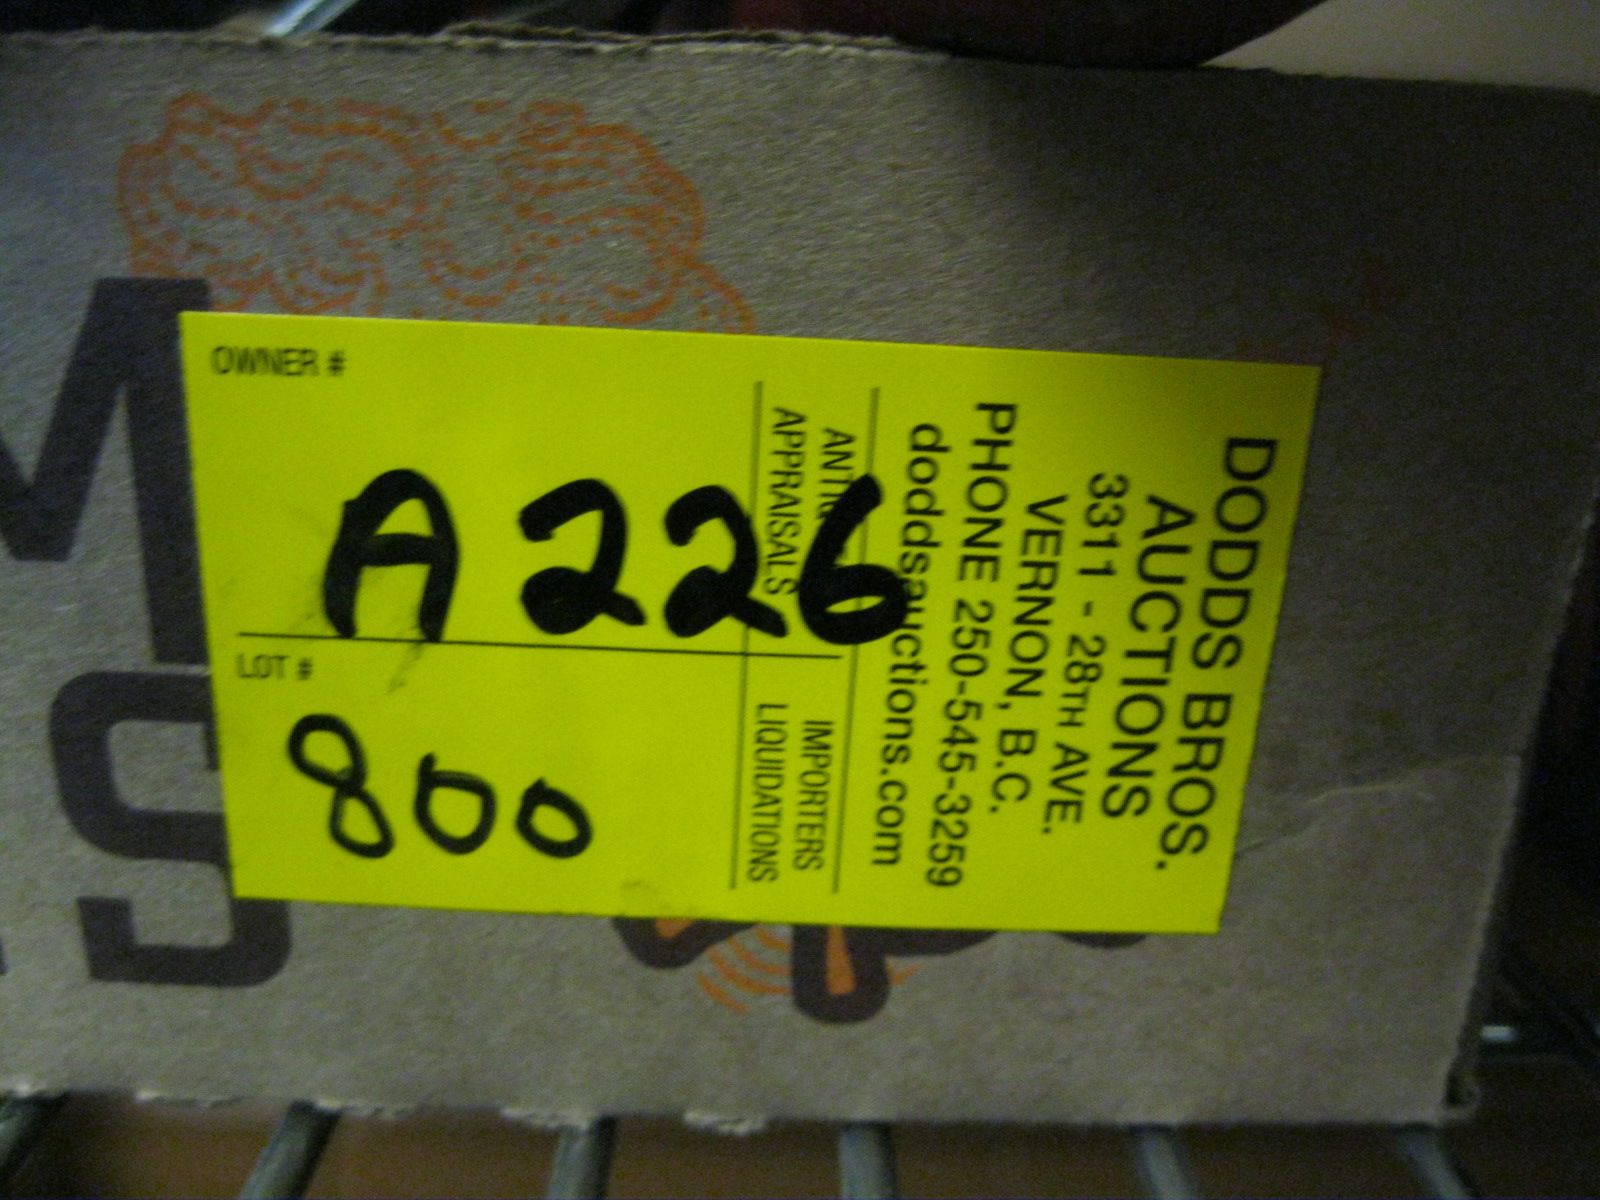 OWNER #
A 226
LOT #
800
DODDS BROS.
AUCTIONS
3311 - 28TH AVE.
VERNON, B.C.
PHONE 250-545-3259
doddsauctions.com
IMPORTERS
APPRAISALS LIQUIDATIONS
M
S